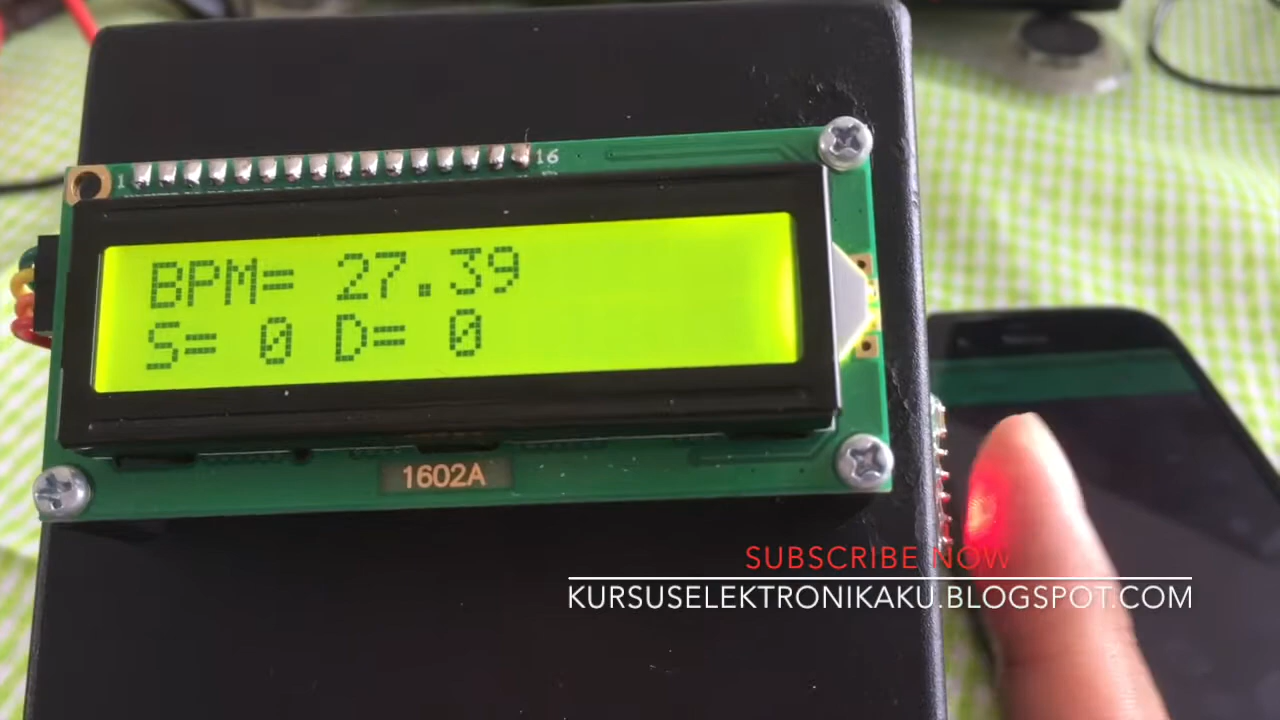 1 16
BPM= 27.39
S= 0 D= 0
1602A
SUBSCRIBE NOW
KURSUSELEKTRONIKAKU.BLOGSPOT.COM